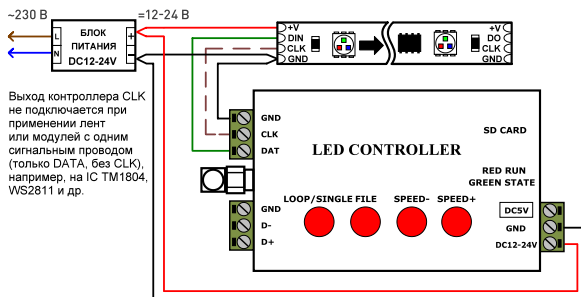 ~230 В
=12-24 В
L
N
БЛОК
ПИТАНИЯ
DC12-24V
+
−
+V
DIN
CLK
GND
+V
DO
CLK
GND
Выход контроллера CLK
не подключается при
применении лент
или модулей с одним
сигнальным проводом
(только DATA, без CLK),
например, на IC TM1804,
WS2811 и др.
GND
CLK
DAT
GND
D-
D+
LED CONTROLLER
SD CARD
RED RUN
GREEN STATE
LOOP/SINGLE
FILE
SPEED-
SPEED+
DC5V
GND
DC12-24V